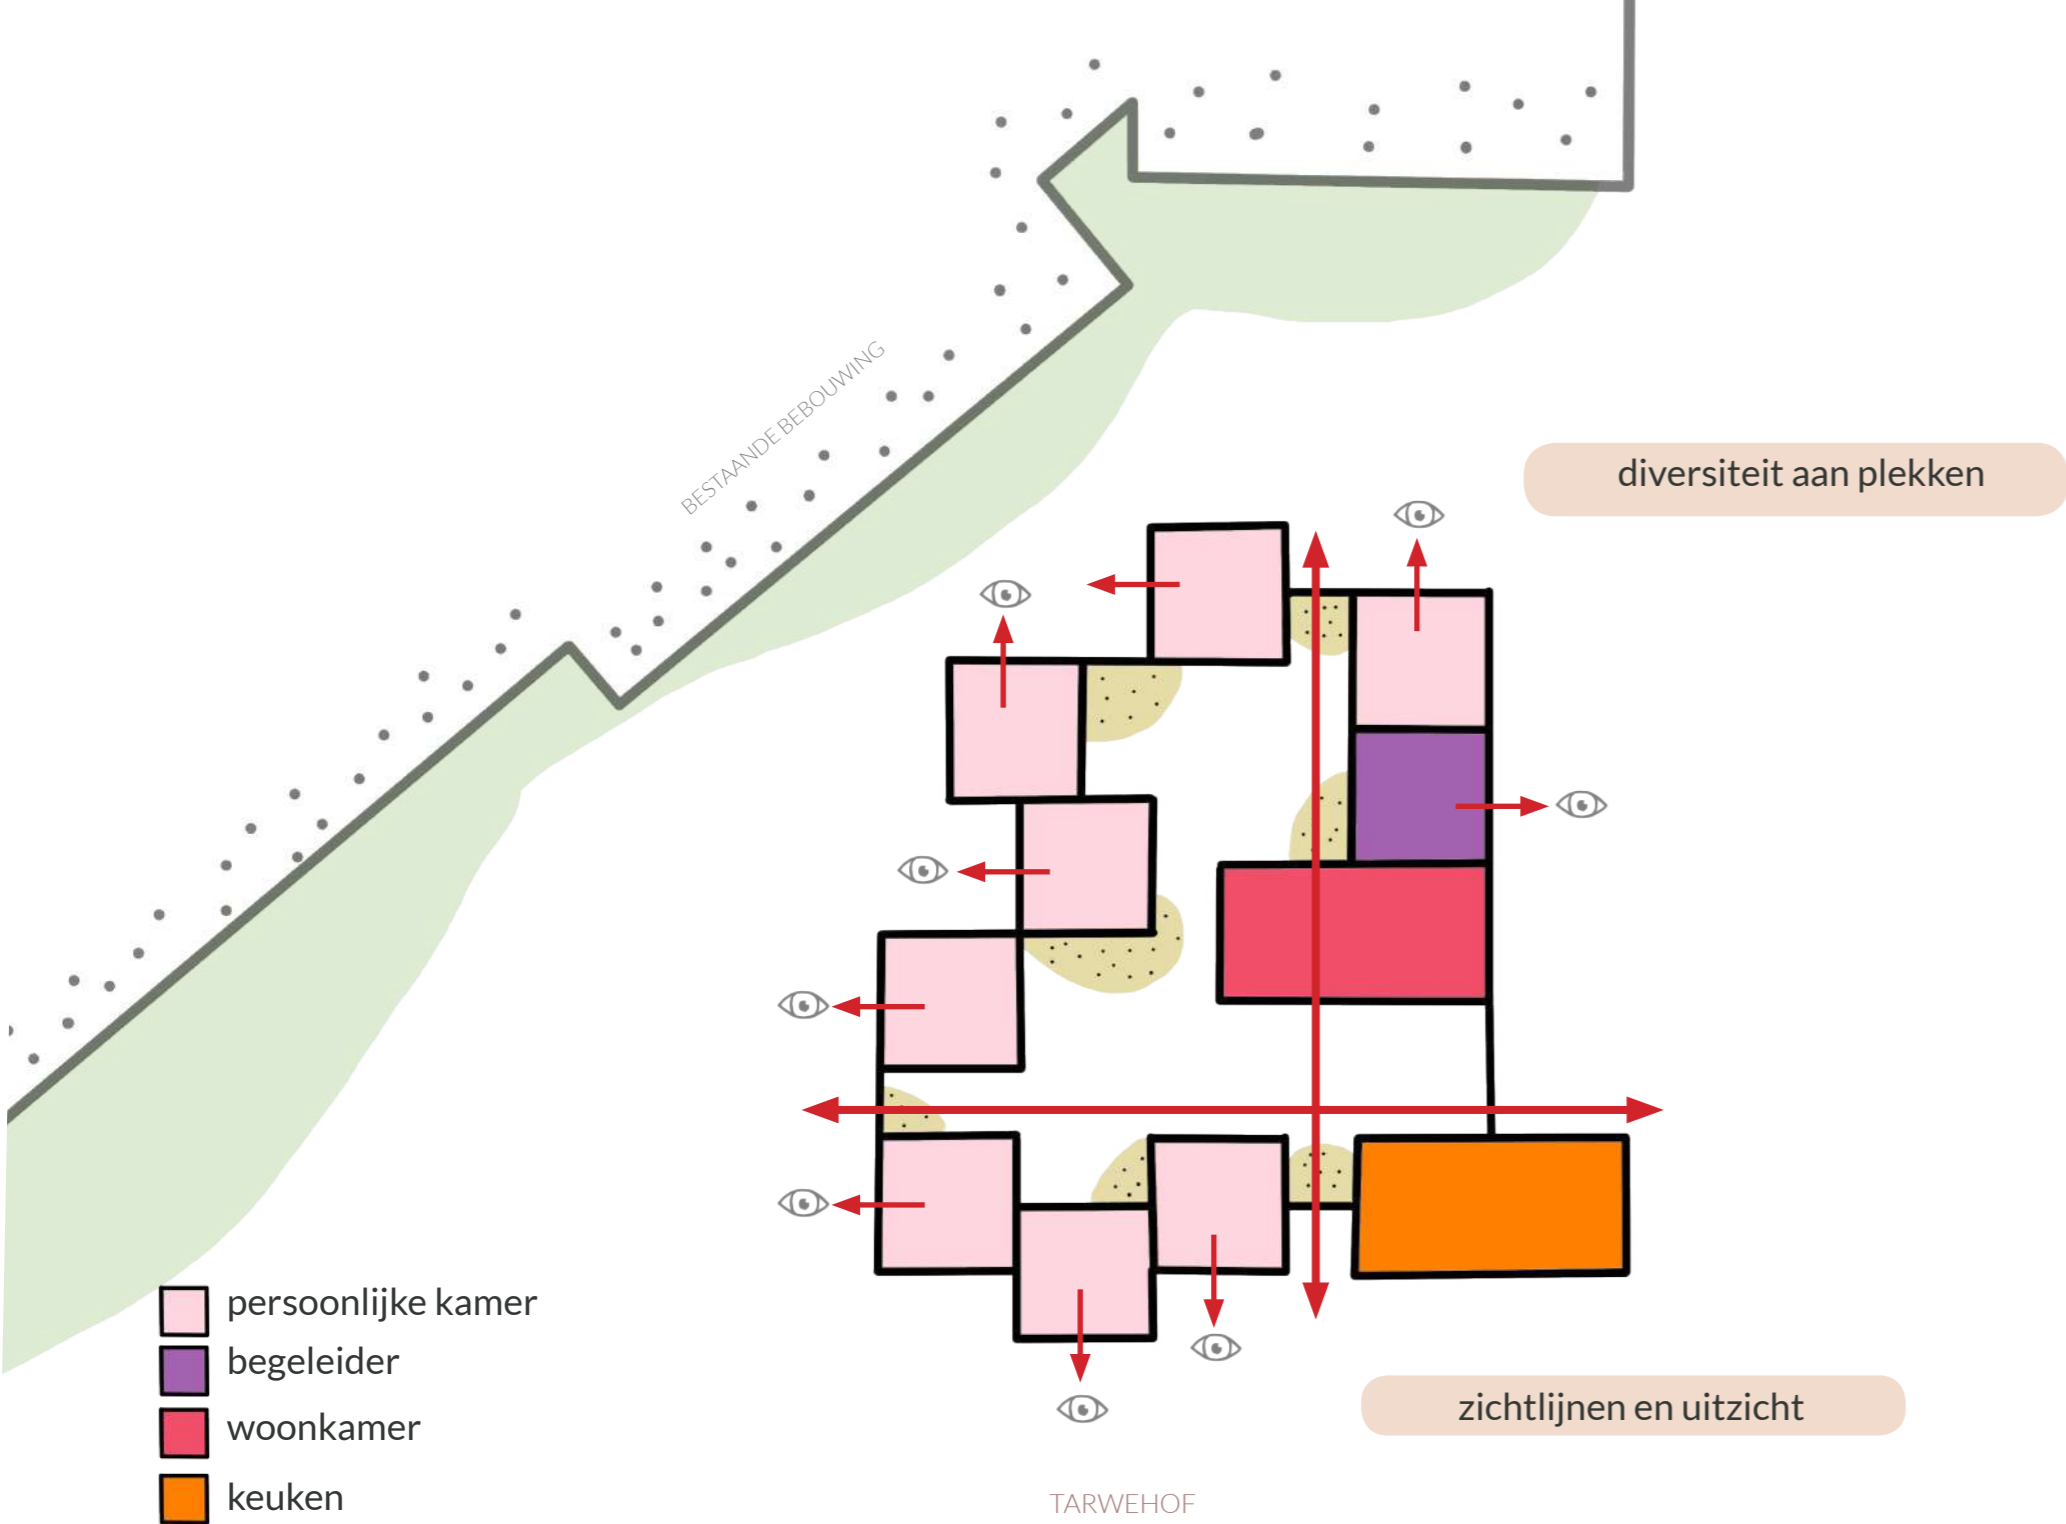 BESTAANDE BEBOUWING
diversiteit aan plekken
persoonlijke kamer
begeleider
woonkamer
keuken
zichtlijnen en uitzicht
TARWEHOF